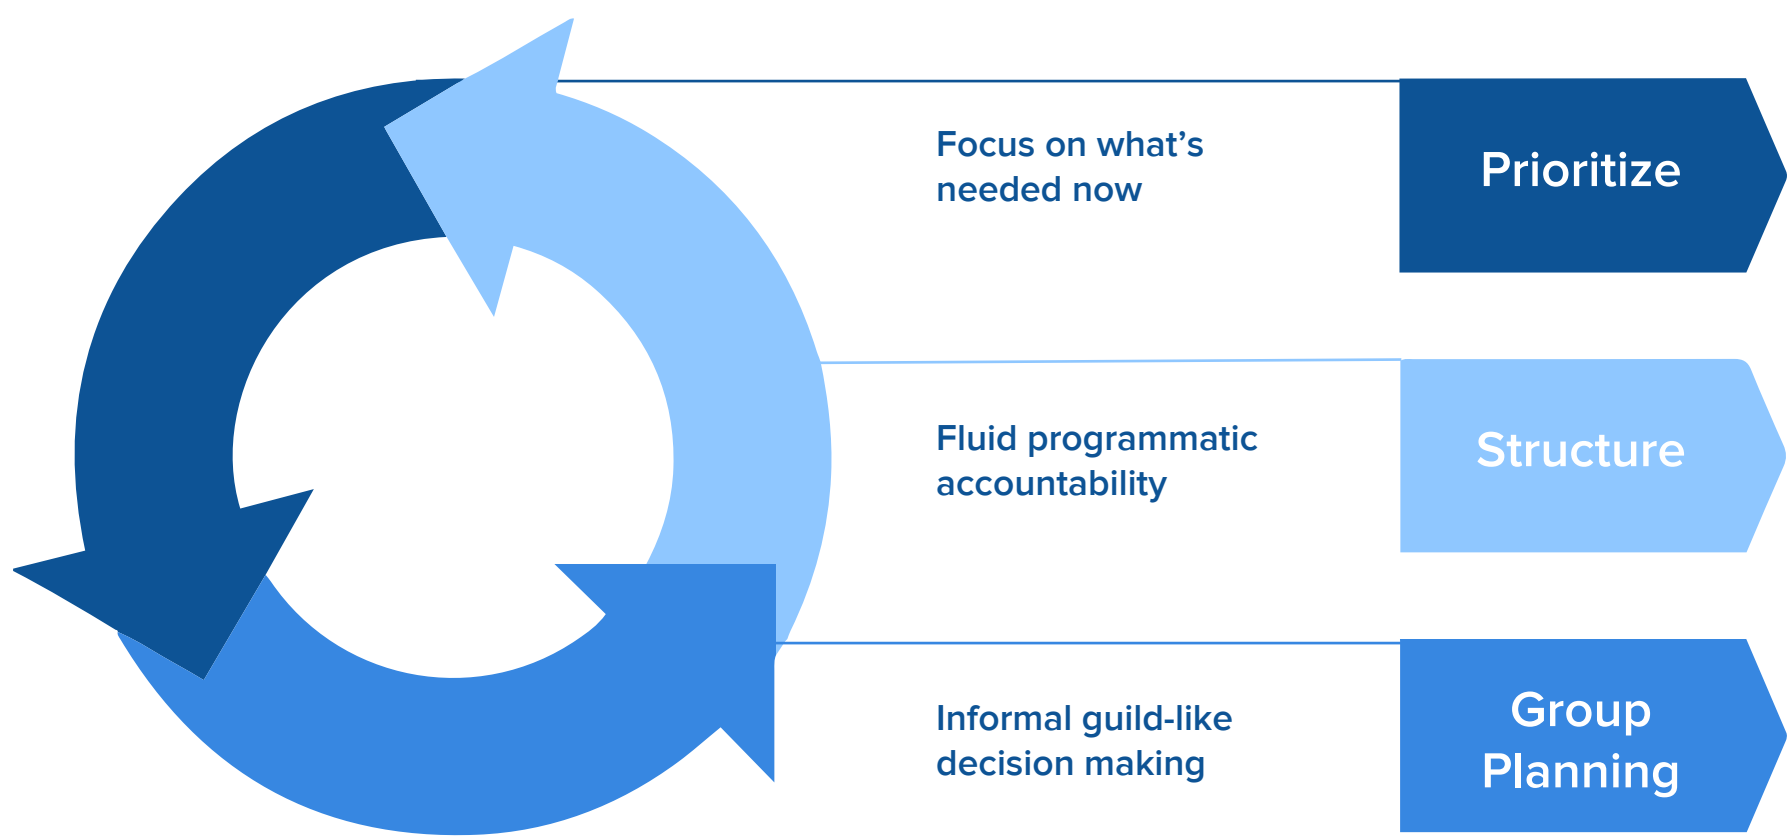 Focus on what’s
needed now
Prioritize
Fluid programmatic
accountability
Structure
Informal guild-like
decision making
Group
Planning